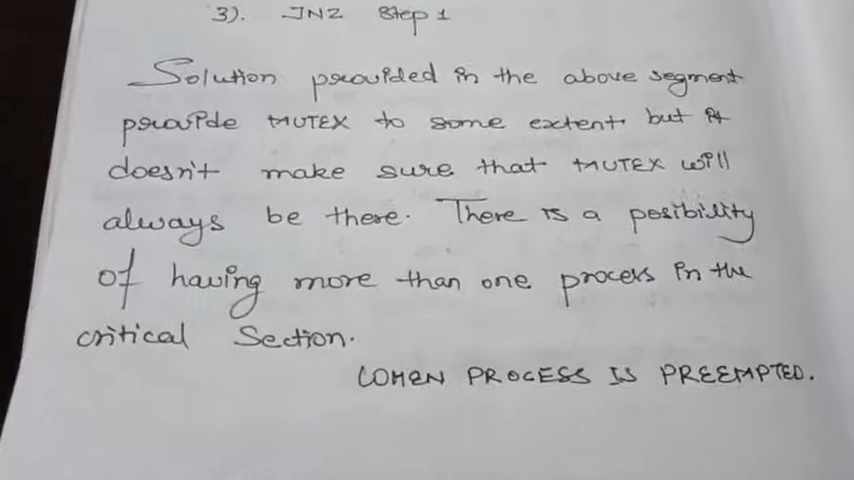 3). JNZ Step 1
Solution provided in the above segment
provide MUTEX to some extent but it
doesn't make sure that MUTEX will
always be there. There is a posibility
of having more than one process in the
critical Section.
WHEN PROCESS IS PREEMPTED.